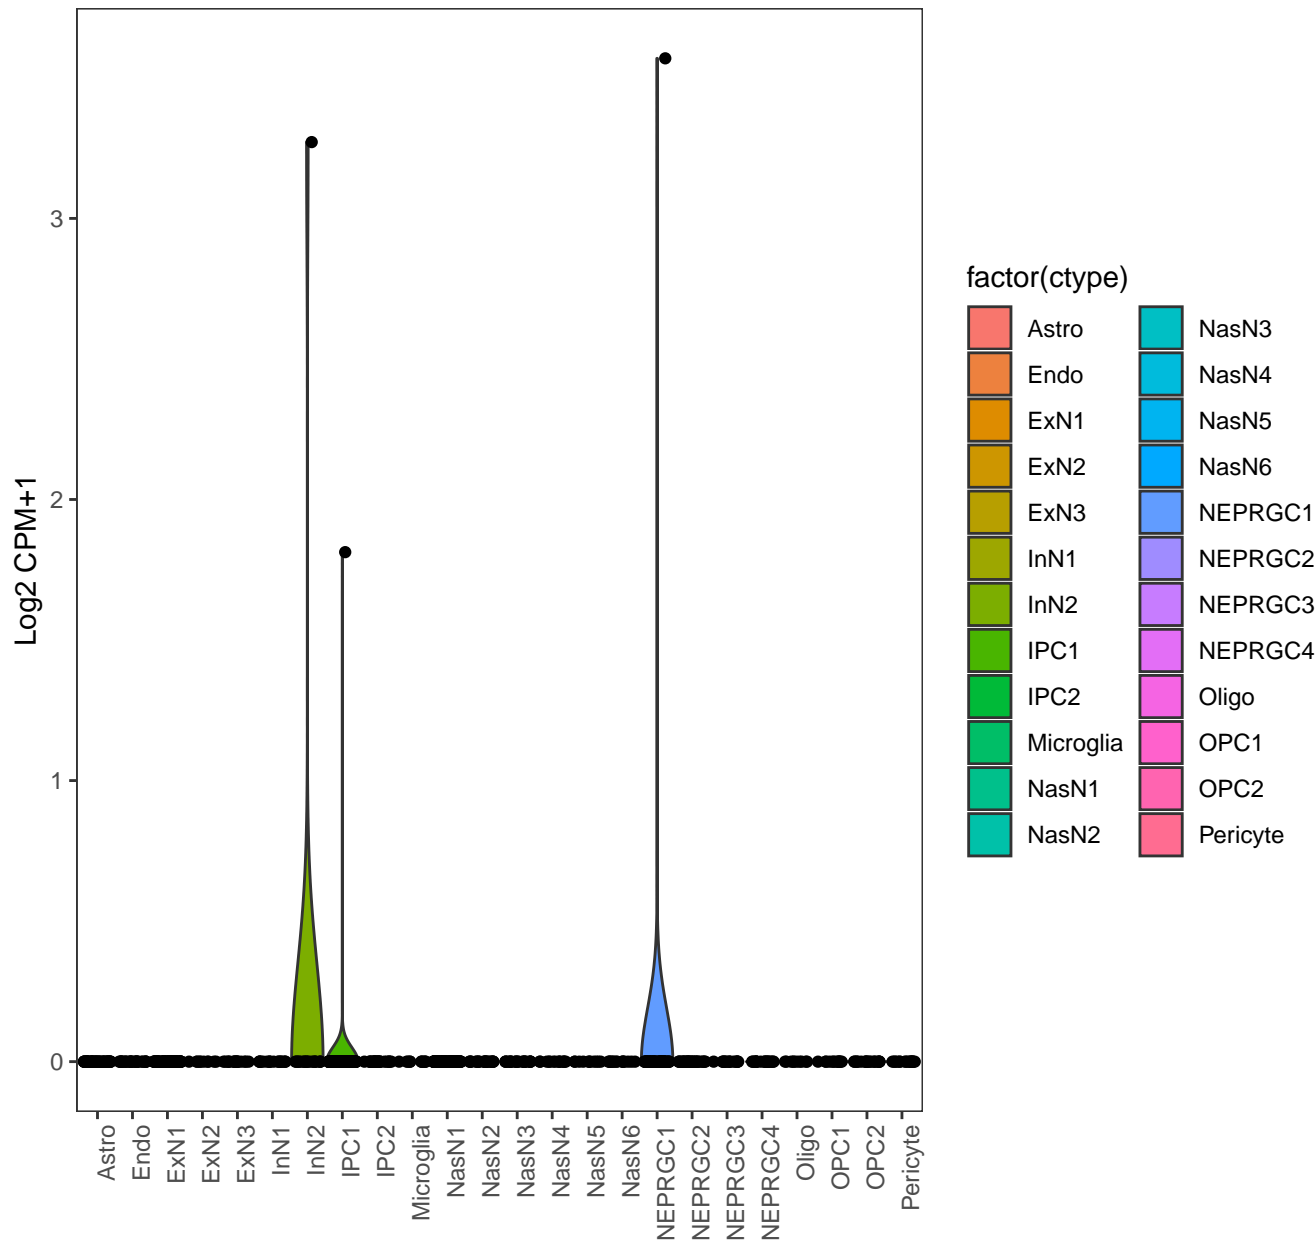 Log2 CPM+1
3
2
1
0
Astro
Endo
ExN1
ExN2
ExN3
InN1
InN2
IPC1
IPC2
Microglia
NasN1
NasN2
NasN3
NasN4
NasN5
NasN6
NEPRGC1
NEPRGC2
NEPRGC3
NEPRGC4
Oligo
OPC1
OPC2
Pericyte
factor(ctype)
Astro
Endo
ExN1
ExN2
ExN3
InN1
InN2
IPC1
IPC2
Microglia
NasN1
NasN2
NasN3
NasN4
NasN5
NasN6
NEPRGC1
NEPRGC2
NEPRGC3
NEPRGC4
Oligo
OPC1
OPC2
Pericyte